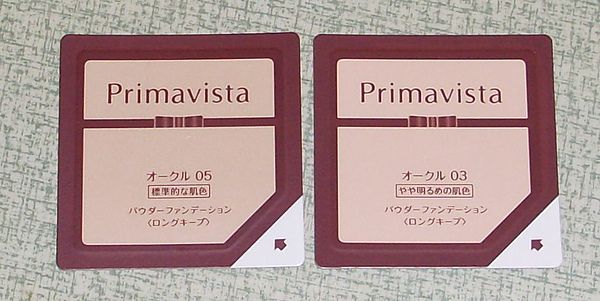 Primavista
オークル 05
標準的な肌色
パウダーファンデーション
〈ロングキープ〉
Primavista
オークル 03
やや明るめの肌色
パウダーファンデーション
〈ロングキープ〉